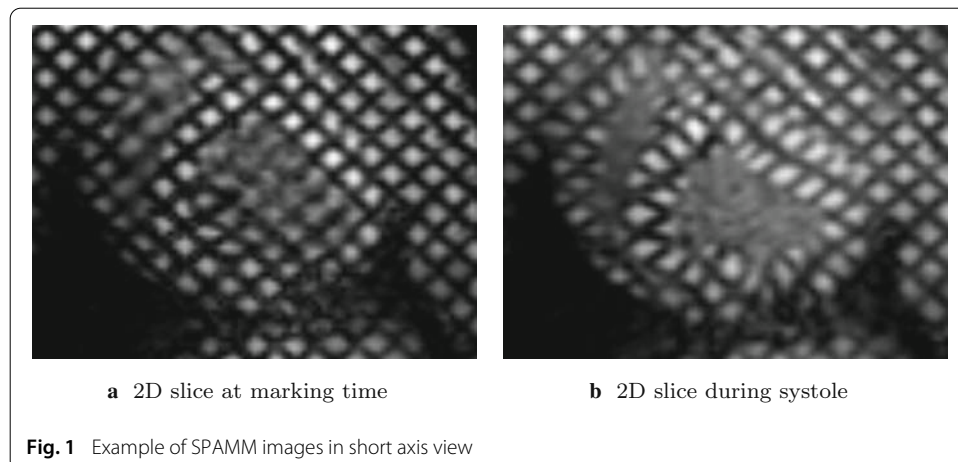 a 2D slice at marking time
b 2D slice during systole
Fig. 1 Example of SPAMM images in short axis view